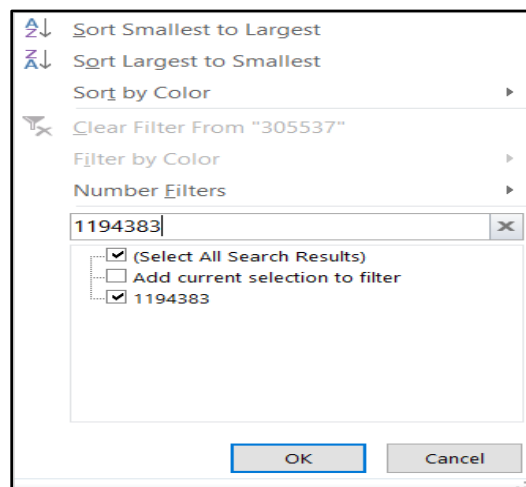 Sort Smallest to Largest
Sort Largest to Smallest
Sort by Color
Clear Filter From "305537"
Filter by Color
Number Filters
1194383
(Select All Search Results)
Add current selection to filter
1194383
OK Cancel